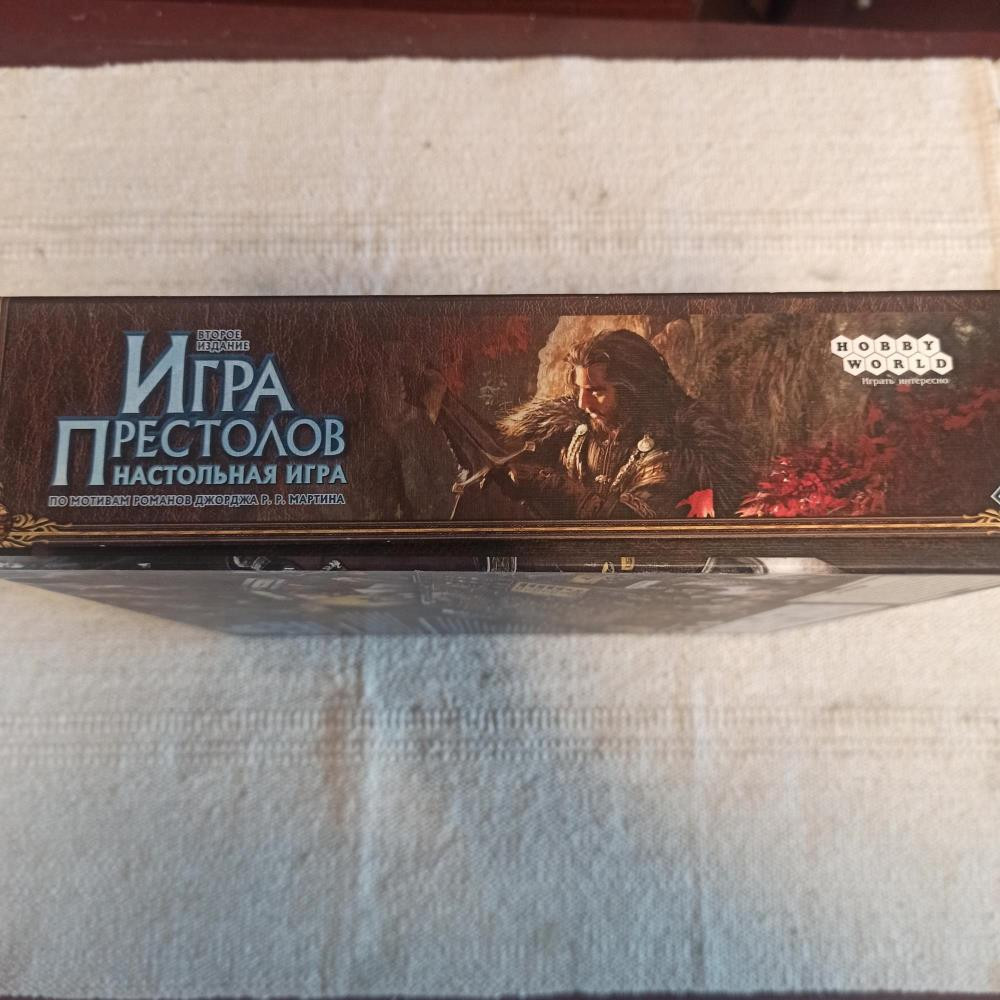 ВТОРОЕ
ИЗДАНИЕ
ИГРА
ПРЕСТОЛОВ
НАСТОЛЬНАЯ ИГРА
ПО МОТИВАМ РОМАНОВ ДЖОРДЖА Р. Р. МАРТИНА
HOBBY
WORLD
Играть интересно